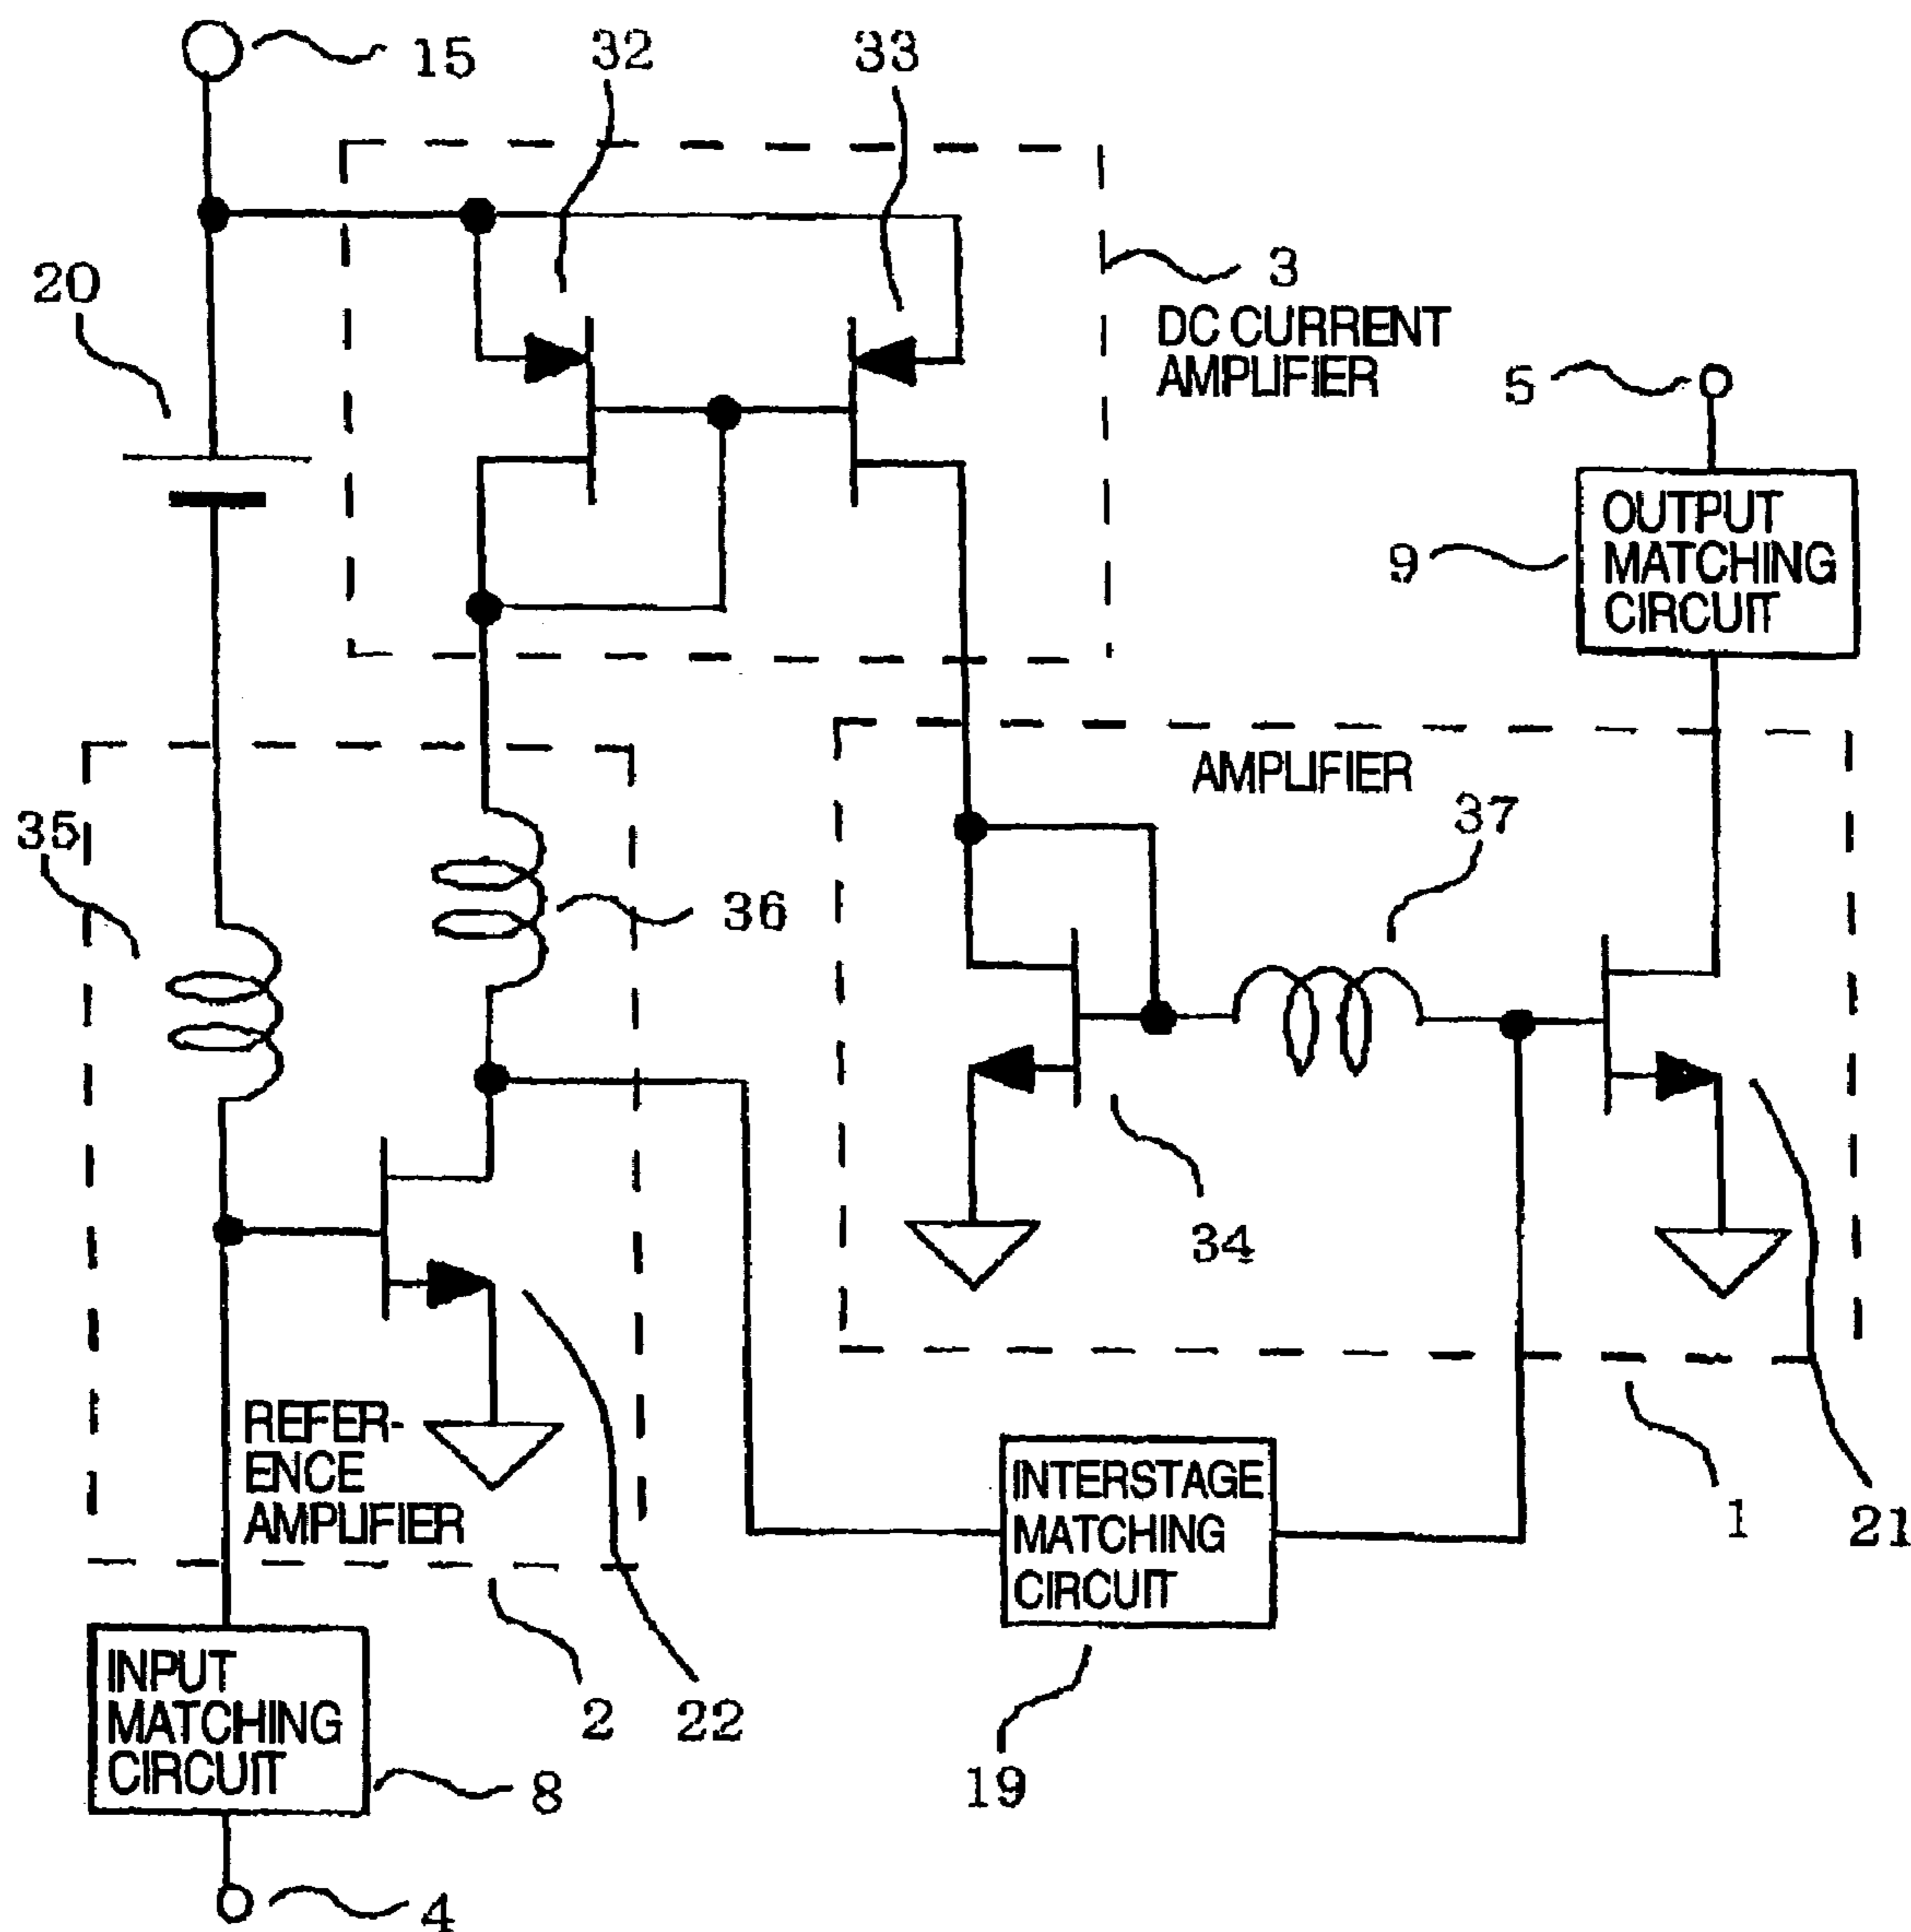 15
32
33
20
3
DC CURRENT
AMPLIFIER
5
OUTPUT
MATCHING
CIRCUIT
9
AMPLIFIER
35
36
37
34
REFER-
ENCE
AMPLIFIER
INTERSTAGE
MATCHING
CIRCUIT
1
21
INPUT
MATCHING
CIRCUIT
2
22
8
19
4